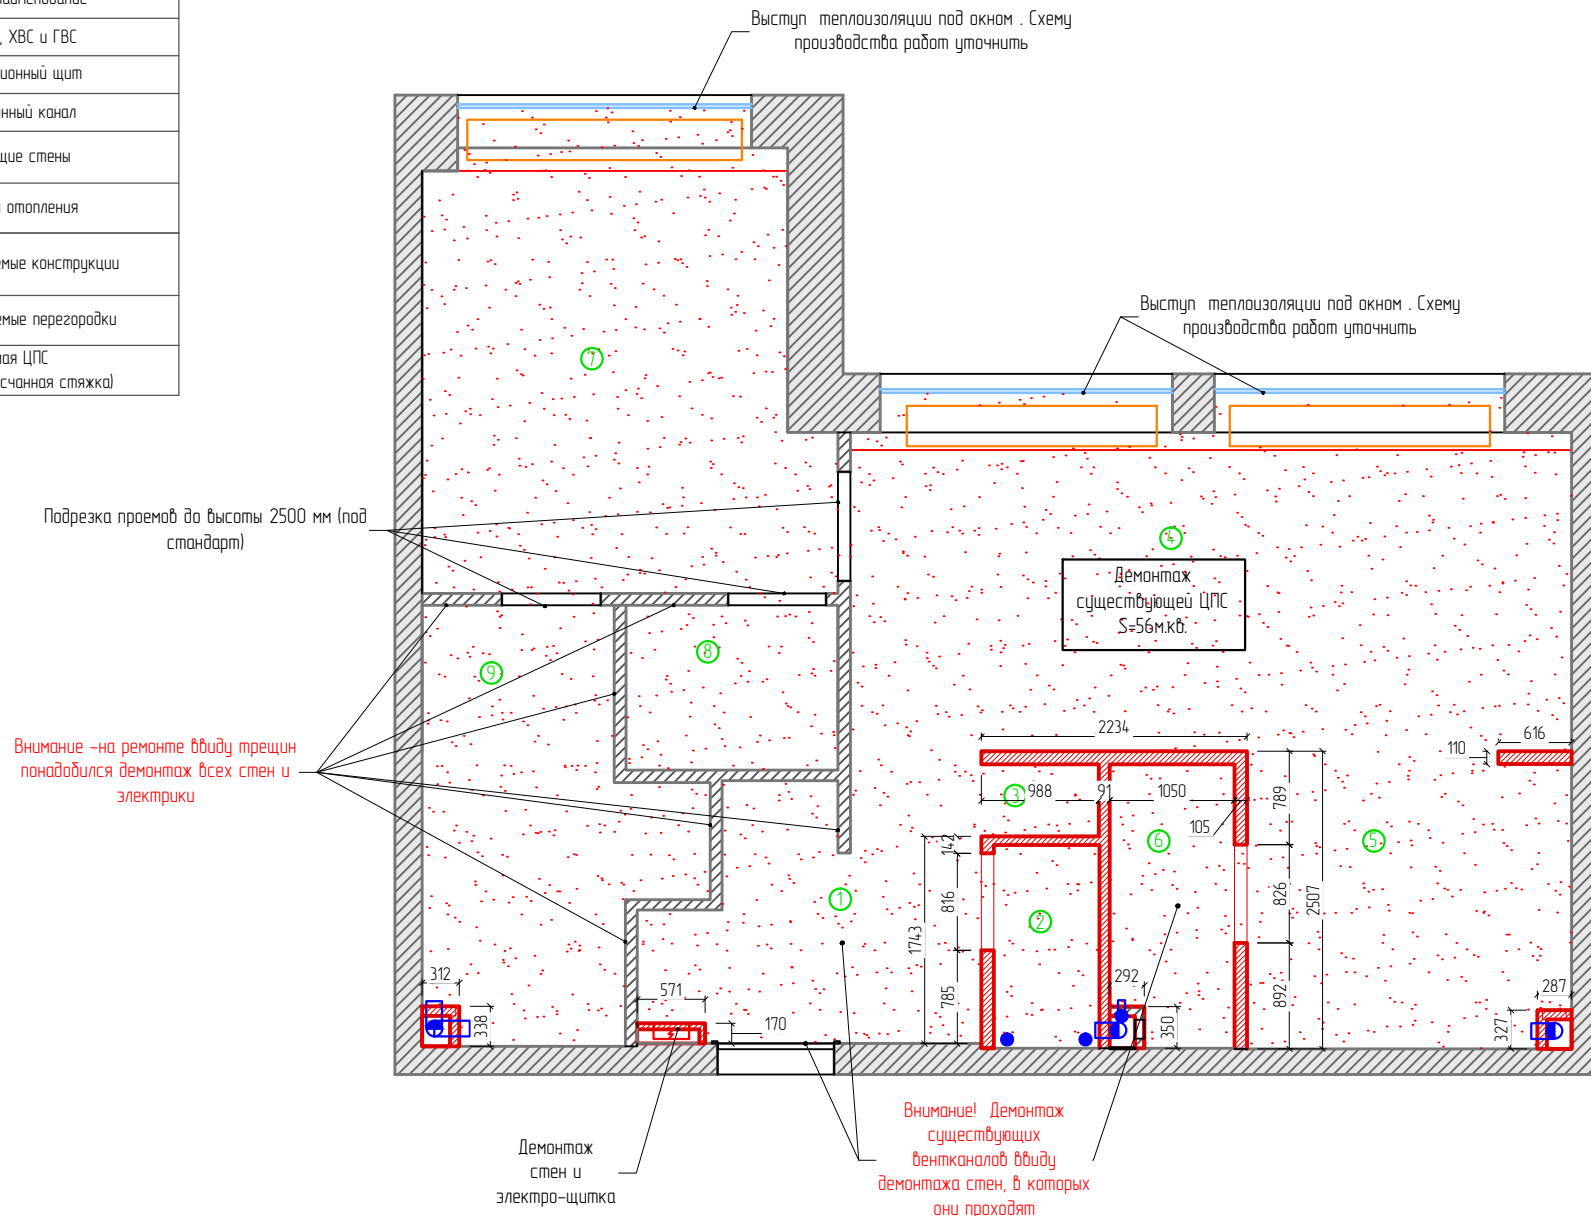 , ХВС и ГВС
ионный щит
нный канал
щие стены
и отопления
емые конструкции
емые перегородки
ная ЦПС
счанная стяжка)
Выступ теплоизоляции под окном . Схему
производства работ уточнить
Выступ теплоизоляции под окном . Схему
производства работ уточнить
7
Подрезка проемов до высоты 2500 мм (под
стандарт)
4
Демонтаж
существующей ЦПС
S=56м.кв.
9
8
Внимание -на ремонте ввиду трещин
понадобился демонтаж всех стен и
электрики
2234
616
110
3
988
91
1050
789
105
142
6
5
1
816
826
2507
2
1743
312
571
292
287
785
892
338
170
350
327
Демонтаж
стен и
электро-щитка
Внимание! Демонтаж
существующих
вентканалов ввиду
демонтажа стен, в которых
они проходят